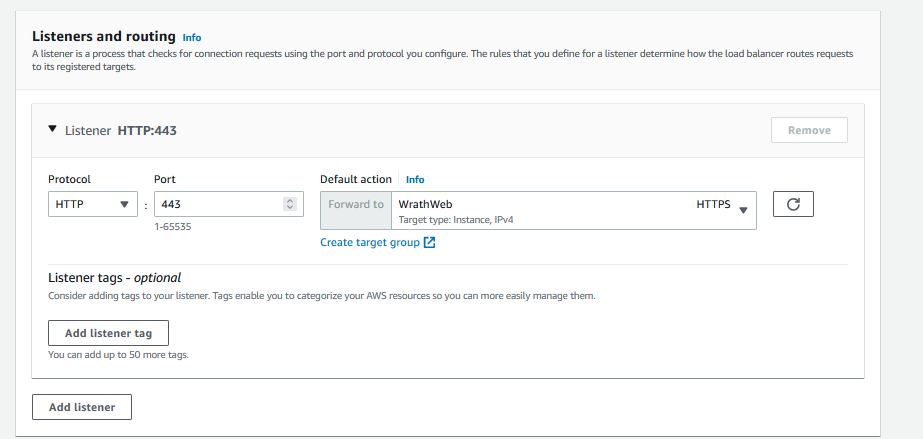 Listeners and routing Info
A listener is a process that checks for connection requests using the port and protocol you configure. The rules that you define for a listener determine how the load balancer routes requests
to its registered targets.
Listener HTTP:443
Remove
Protocol
Port
Default action Info
HTTP
:
443
Forward to
WrathWeb
HTTPS
Target type: Instance, IPv4
1-65535
Create target group
Listener tags - optional
Consider adding tags to your listener. Tags enable you to categorize your AWS resources so you can more easily manage them.
Add listener tag
You can add up to 50 more tags.
Add listener